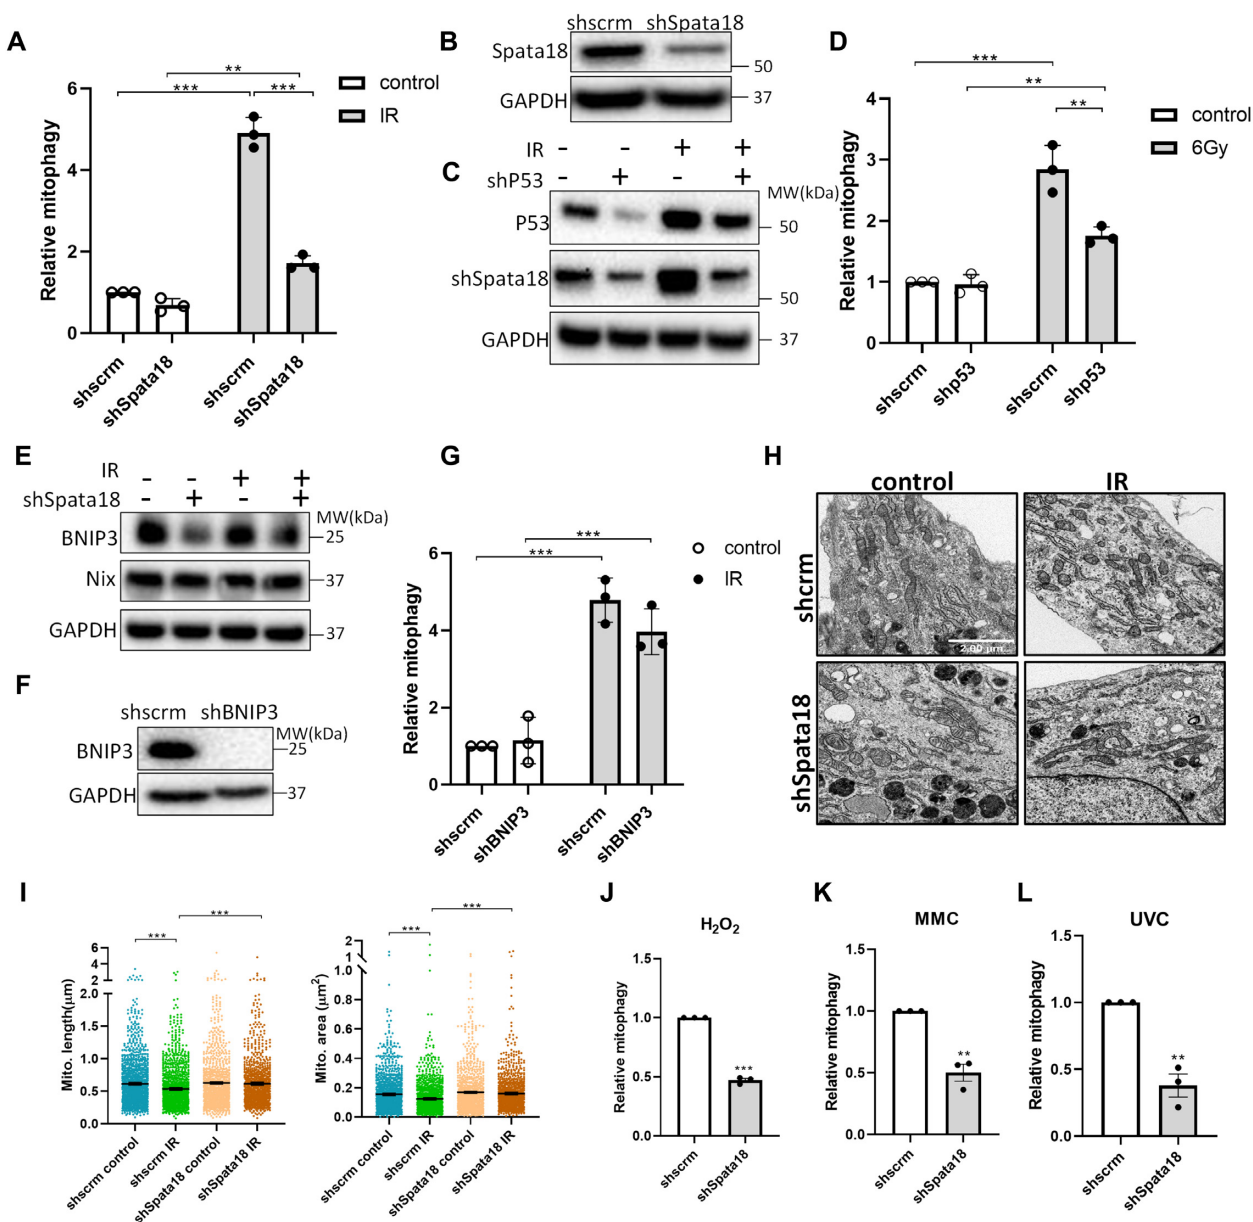 A
Relative mitophagy
6
4
2
0
***
**
***
control
IR
shscrm
shSpata18
shscrm
shSpata18
B
shscrm shSpata18
Spata18
50
GAPDH
37
C
IR - - + +
shP53 - + - +
MW(kDa)
P53
50
shSpata18
50
GAPDH
37
D
Relative mitophagy
4
3
2
1
0
***
**
**
control
6Gy
shscrm
shp53
shscrm
shp53
E
IR - - + +
shSpata18 - + - +
MW(kDa)
BNIP3
25
Nix
37
GAPDH
37
F
shscrm shBNIP3
MW(kDa)
BNIP3
25
GAPDH
37
G
Relative mitophagy
6
4
2
0
***
***
control
IR
shscrm
shBNIP3
shscrm
shBNIP3
H
control IR
shcrm
2.00 μm
shSpata18
I
Mito. length(μm)
6
4
2
2.0
1.5
1.0
0.5
0.0
***
***
shscrm control
shscrm IR
shSpata18 control
shSpata18 IR
Mito. area (μm²)
2
1
1.0
0.8
0.6
0.4
0.2
0.0
***
***
shscrm control
shscrm IR
shSpata18 control
shSpata18 IR
J
H₂O₂
Relative mitophagy
1.5
1.0
0.5
0.0
***
shscrm
shSpata18
K
MMC
Relative mitophagy
1.5
1.0
0.5
0.0
**
shscrm
shSpata18
L
UVC
Relative mitophagy
1.5
1.0
0.5
0.0
**
shscrm
shSpata18